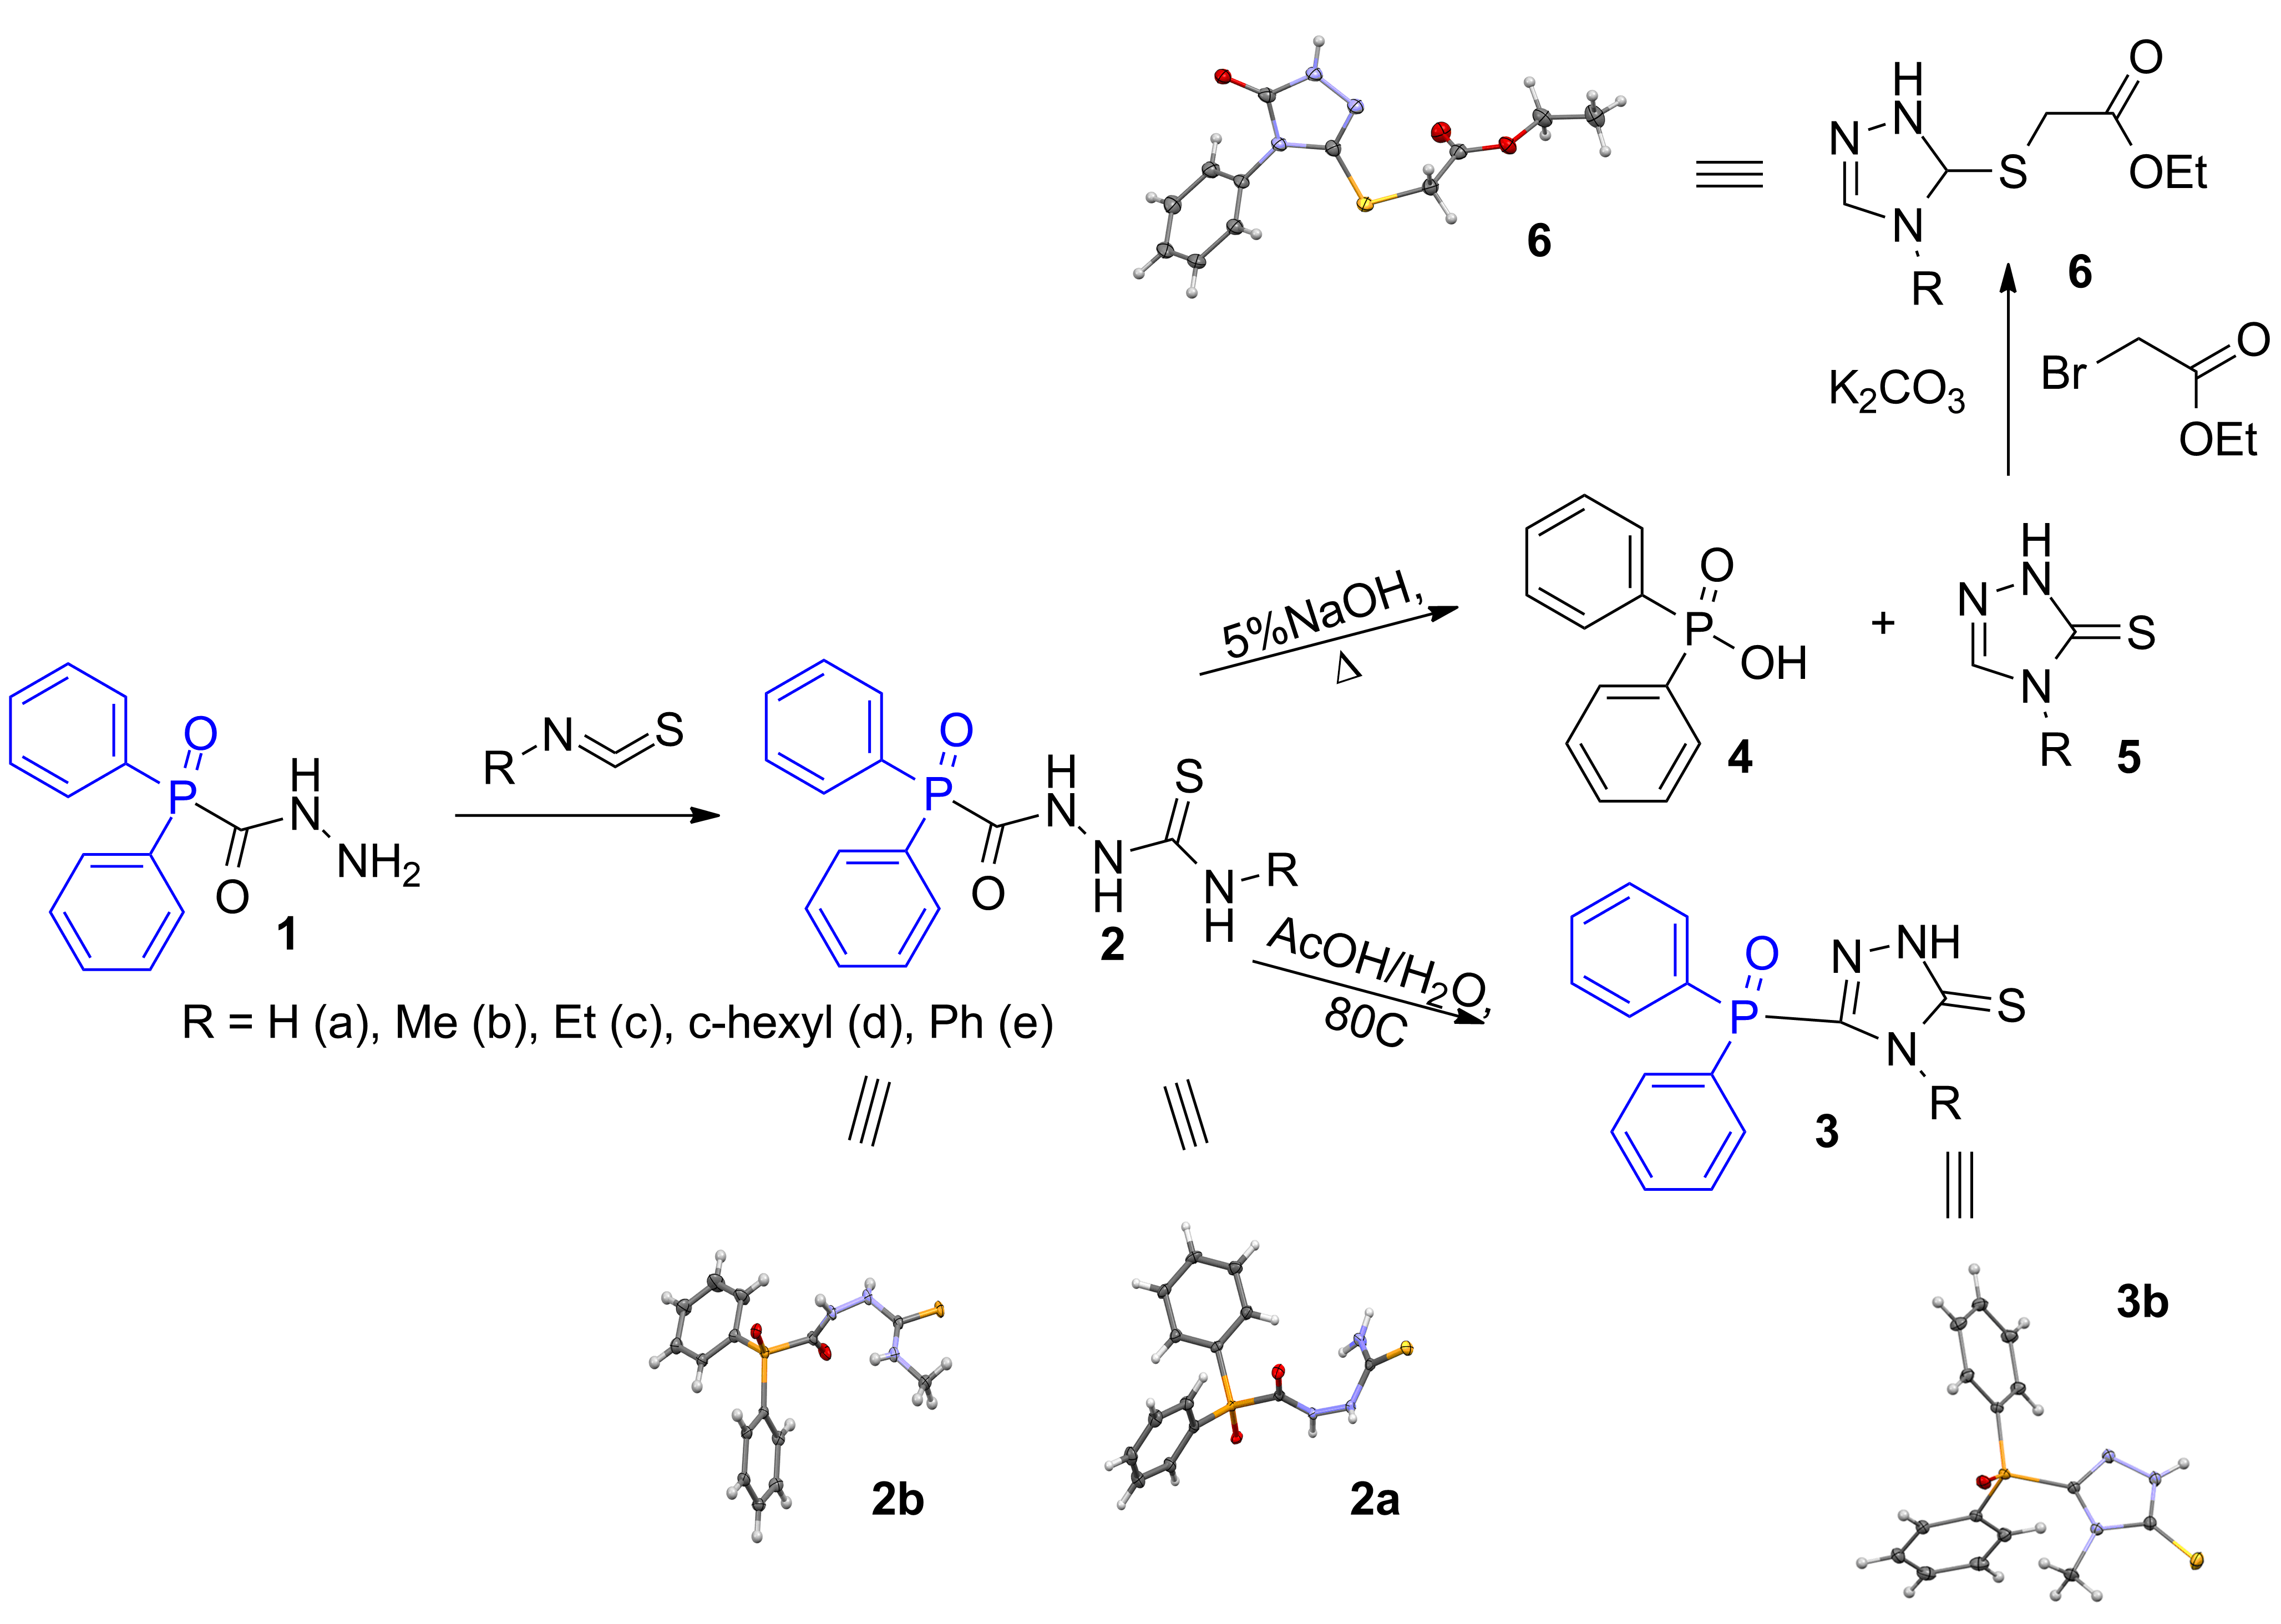 H
N
N
N
R
S
O
OEt
6
6
K2CO3
Br
O
OEt
5%NaOH,
△
O
P
OH
4
+
H
N
N
N
R
S
5
O
P
H
N
NH2
O
1
R
N
S
O
P
H
N
O
N
H
S
N
H
R
2
AcOH/H2O,
80C
O
P
N
NH
S
N
R
3
R = H (a), Me (b), Et (c), c-hexyl (d), Ph (e)
2b
2a
3b